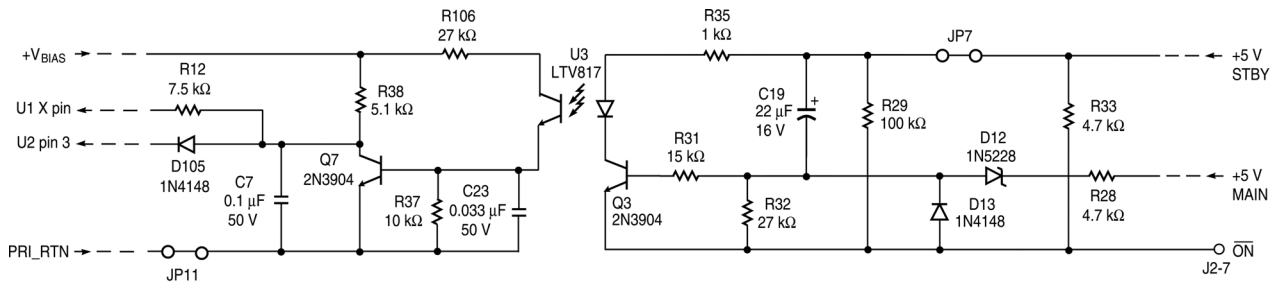 R106
27 kΩ
R35
1 kΩ
JP7
U3
LTV817
+VBIAS
+5 V
STBY
R12
7.5 kΩ
R38
5.1 kΩ
C19
22 µF
16 V
+
R29
100 kΩ
R33
4.7 kΩ
U1 X pin
U2 pin 3
D105
1N4148
Q7
2N3904
R31
15 kΩ
D12
1N5228
+5 V
MAIN
C7
0.1 µF
50 V
R37
10 kΩ
C23
0.033 µF
50 V
Q3
2N3904
R32
27 kΩ
D13
1N4148
R28
4.7 kΩ
PRI_RTN
JP11
ON
J2-7